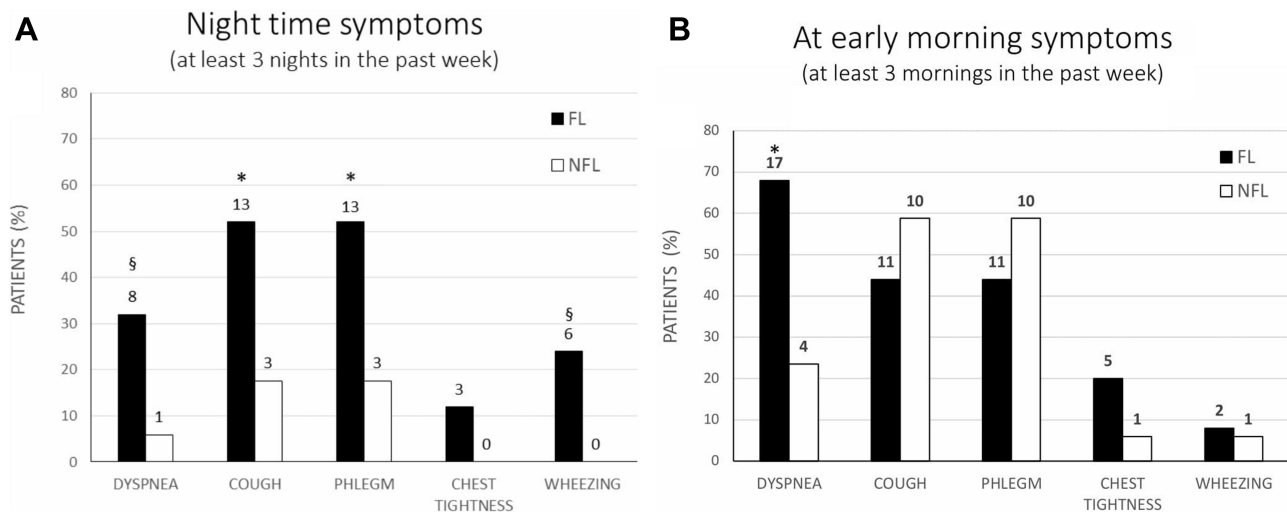 A
Night time symptoms
(at least 3 nights in the past week)
PATIENTS (%)
80
70
60
50
40
30
20
10
0
FL
NFL
§
8
1
*
13
3
*
13
3
3
0
§
6
0
DYSPNEA
COUGH
PHLEGM
CHEST
TIGHTNESS
WHEEZING
B
At early morning symptoms
(at least 3 mornings in the past week)
PATIENTS (%)
80
70
60
50
40
30
20
10
0
FL
NFL
*
17
4
11
10
11
10
5
1
2
1
DYSPNEA
COUGH
PHLEGM
CHEST
TIGHTNESS
WHEEZING